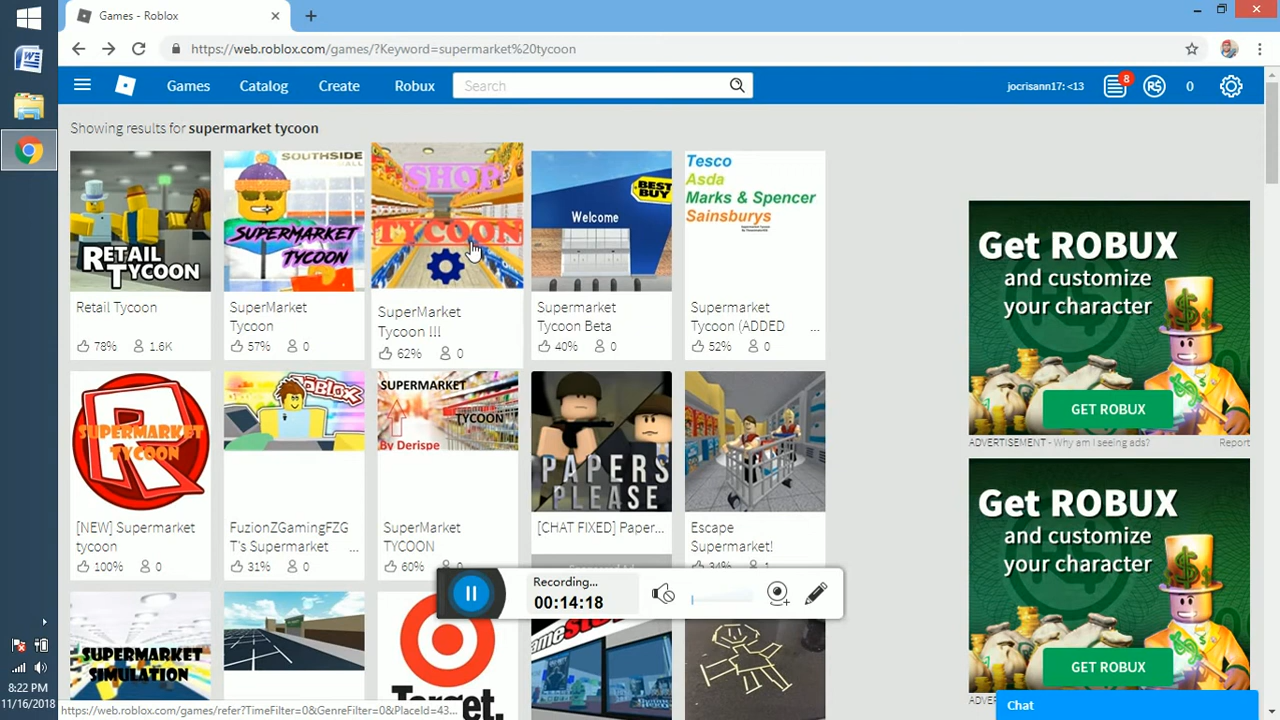 Games - Roblox
https://web.roblox.com/games/?Keyword=supermarket%20tycoon
Games
Catalog
Create
Robux
Search
jocrisann17: <13
8
R$
0
Showing results for supermarket tycoon
RETAIL
TYCOON
Retail Tycoon
78%
1.6K
SOUTHSIDE
SUPERMARKET
TYCOON
SuperMarket
Tycoon
57%
0
SHOP
TYCOON
SuperMarket
Tycoon !!!
62%
0
BEST
BUY
Welcome
Supermarket
Tycoon Beta
40%
0
Tesco
Asda
Marks & Spencer
Sainsburys
Supermarket
Tycoon (ADDED ...
52%
0
SUPERMARKET
TYCOON
[NEW] Supermarket
tycoon
100%
0
ROBLOX
FuzionZGamingFZG
T's Supermarket ...
31%
0
SUPERMARKET
TYCOON
By Derispe
SuperMarket
TYCOON
60%
0
PAPERS
PLEASE
[CHAT FIXED] Paper...
Sponsored Ad
Escape
Supermarket!
34%
1
SUPERMARKET
SIMULATION
Target.
GameSto
Get ROBUX
and customize
your character
GET ROBUX
ADVERTISEMENT - Why am I seeing ads?
Report
Get ROBUX
and customize
your character
GET ROBUX
Recording...
00:14:18
Chat
8:22 PM
11/16/2018
https://web.roblox.com/games/refer?TimeFilter=0&GenreFilter=0&PlaceId=43...